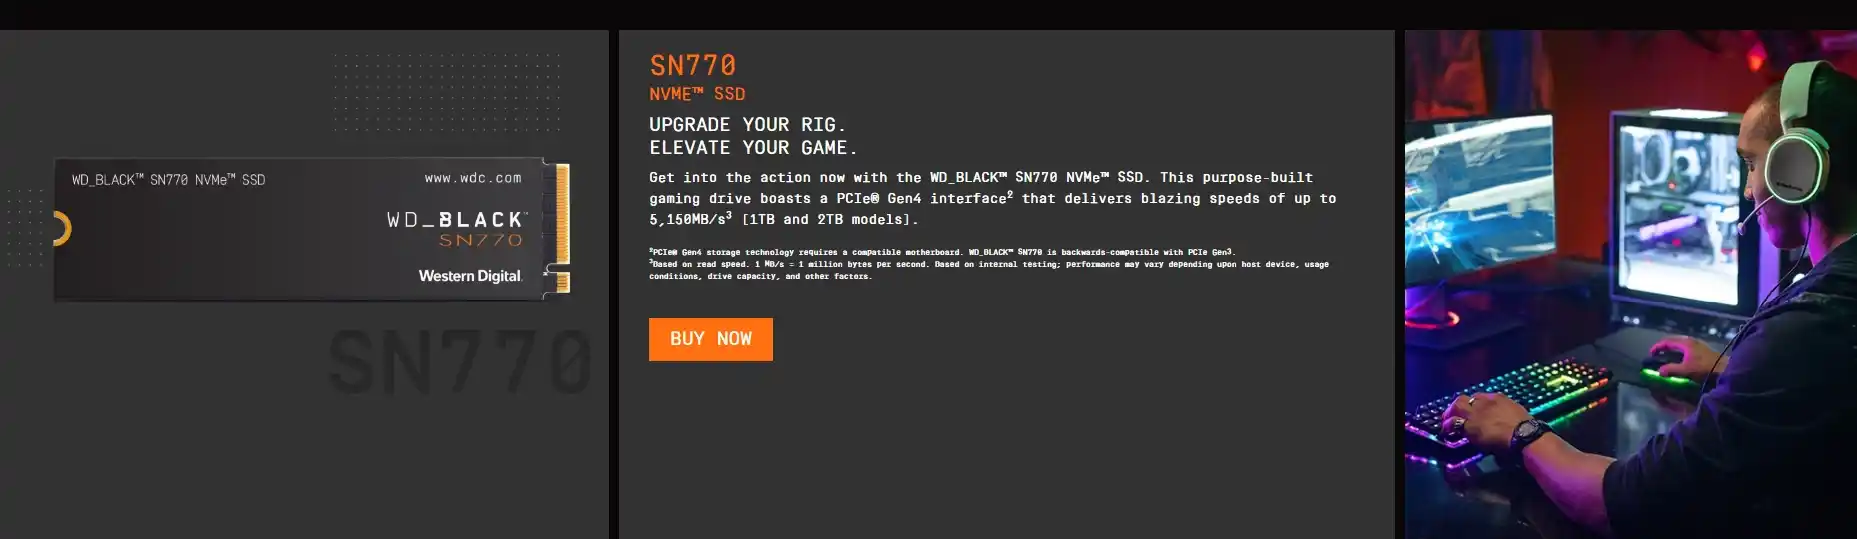 WD_BLACK™ SN770 NVMe™ SSD
www.wdc.com
WD_BLACK™
SN770
Western Digital.
SN770
SN770
NVME™ SSD
UPGRADE YOUR RIG.
ELEVATE YOUR GAME.
Get into the action now with the WD_BLACK™ SN770 NVMe™ SSD. This purpose-built
gaming drive boasts a PCIe® Gen4 interface² that delivers blazing speeds of up to
5,150MB/s³ [1TB and 2TB models].
²PCIe® Gen4 storage technology requires a compatible motherboard. WD_BLACK™ SN770 is backwards-compatible with PCIe Gen3.
³Based on read speed. 1 MB/s = 1 million bytes per second. Based on internal testing; performance may vary depending upon host device, usage
conditions, drive capacity, and other factors.
BUY NOW